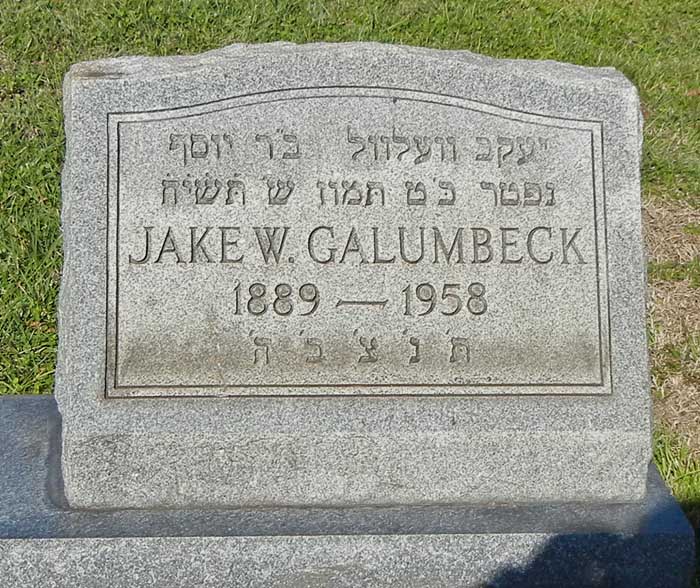 יעקב וועלוול ב'ר יוסף
נפטר כ'ט תמוז ש' תשי'ח
JAKE W. GALUMBECK
1889 — 1958
ת' נ' צ' ב' ה'